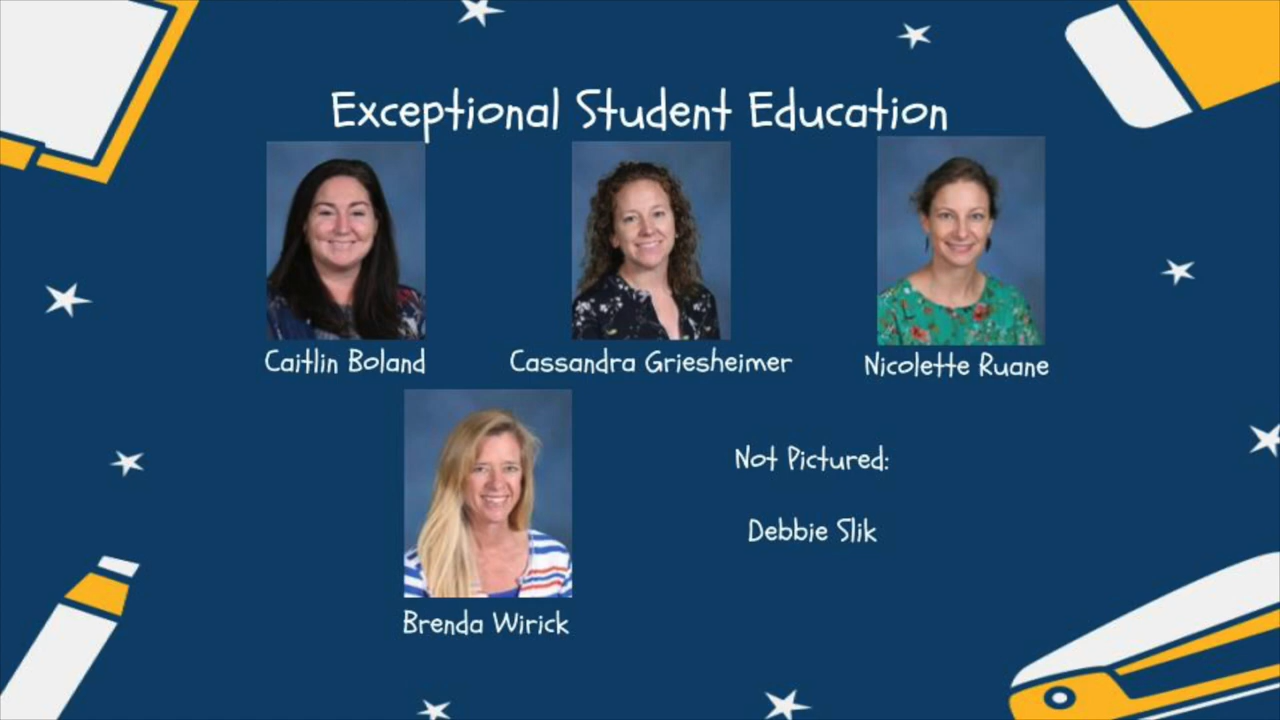 Exceptional Student Education
Caitlin Boland
Cassandra Griesheimer
Nicolette Ruane
Brenda Wirick
Not Pictured:
Debbie Slik